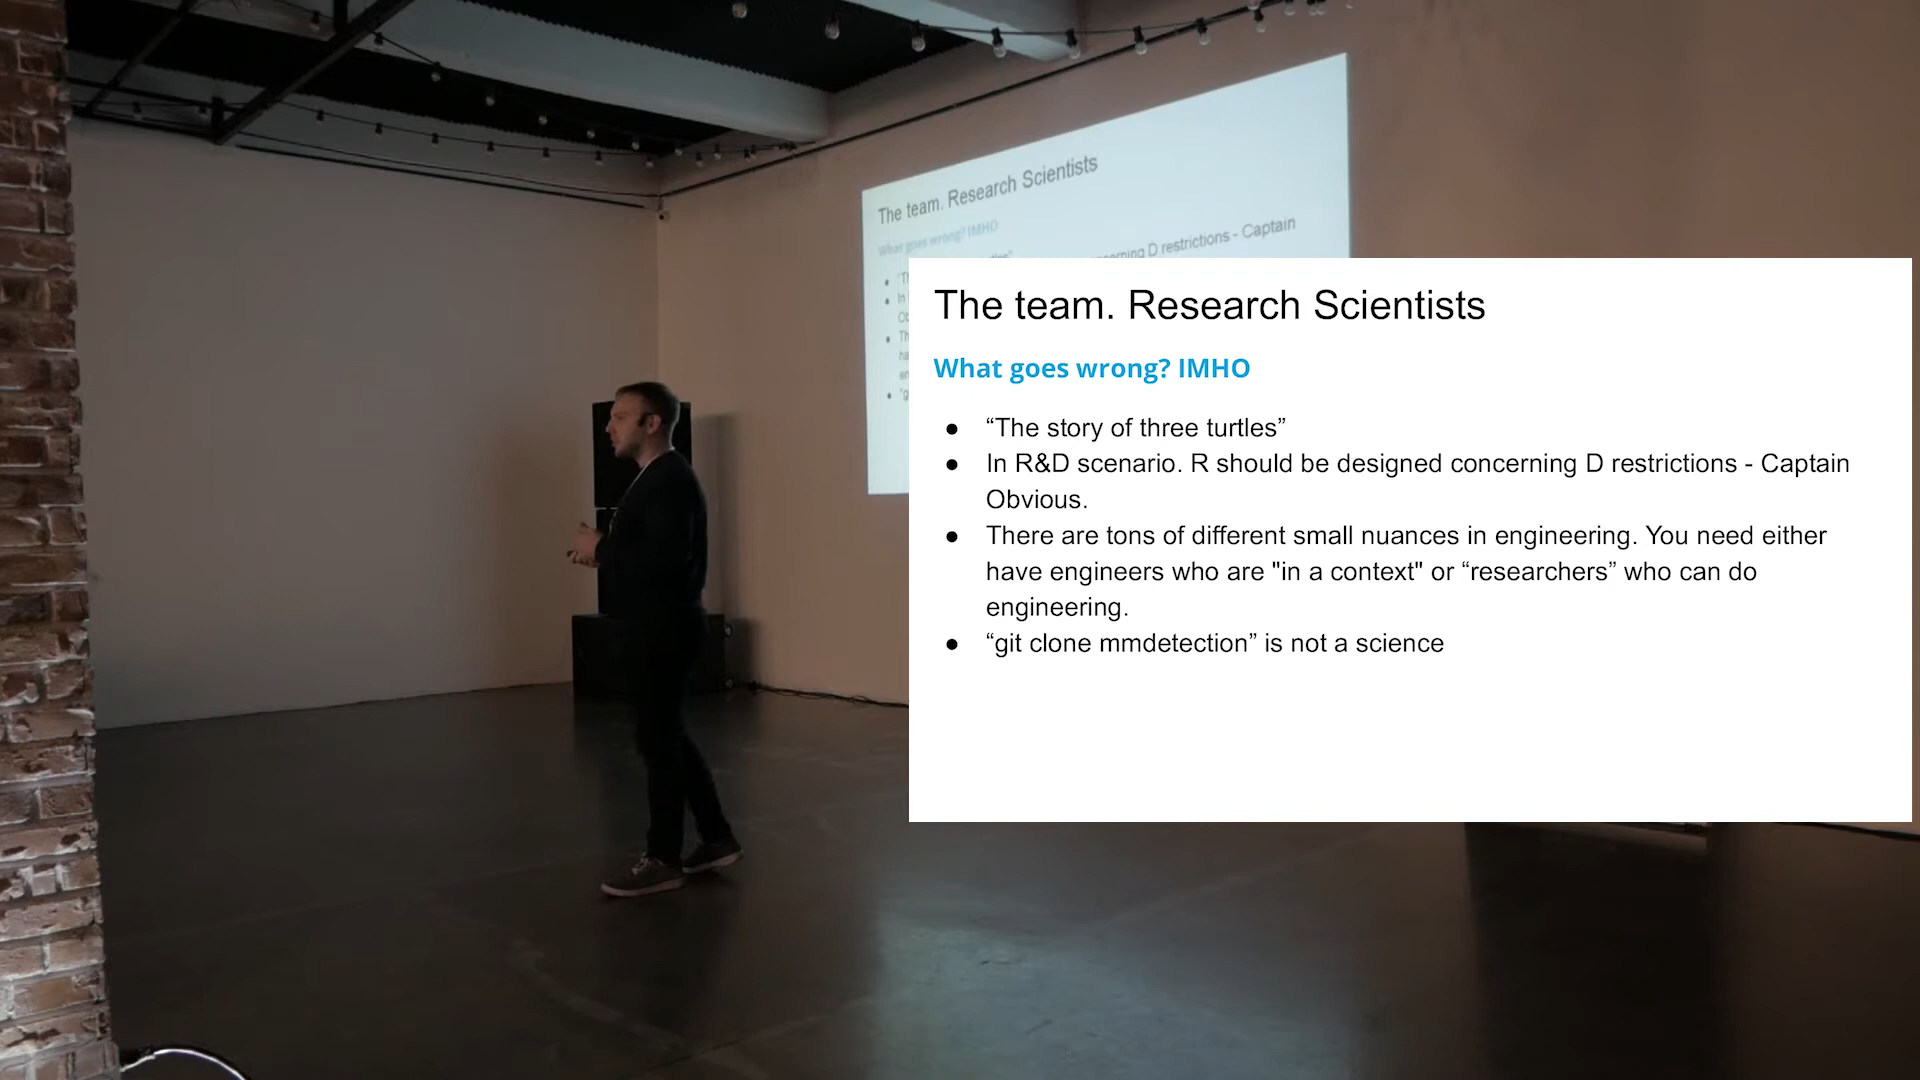 The team. Research Scientists
What goes wrong? IMHO
D restrictions - Captain
The team. Research Scientists
What goes wrong? IMHO
● “The story of three turtles”
● In R&D scenario. R should be designed concerning D restrictions - Captain
Obvious.
● There are tons of different small nuances in engineering. You need either
have engineers who are "in a context" or “researchers” who can do
engineering.
● “git clone mmdetection” is not a science